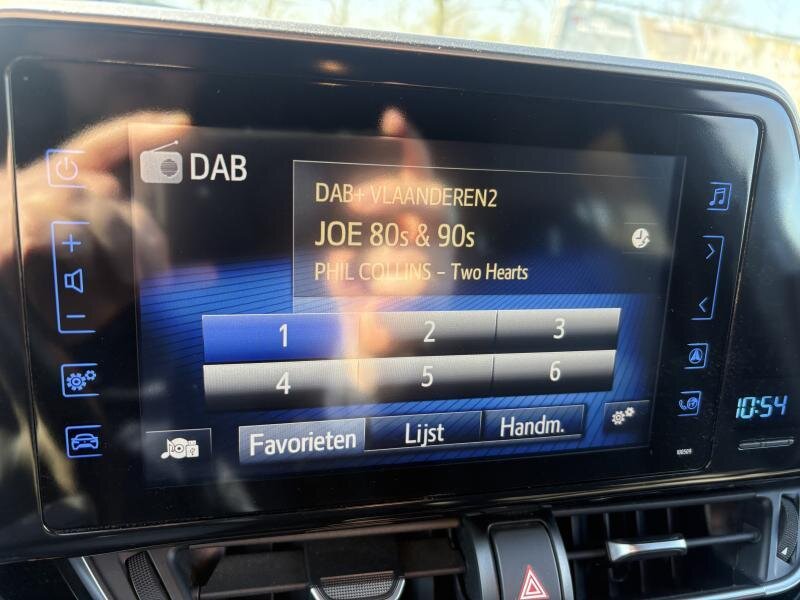 DAB
DAB+ VLAANDEREN2
JOE 80s & 90s
PHIL COLLINS – Two Hearts
1 2 3
4 5 6
Favorieten Lijst Handm.
10:54